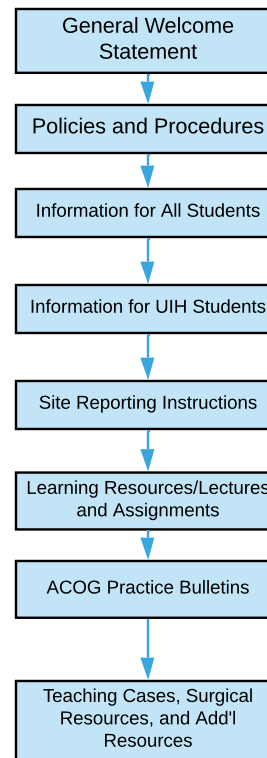 General Welcome
Statement
Policies and Procedures
Information for All Students
Information for UIH Students
Site Reporting Instructions
Learning Resources/Lectures
and Assignments
ACOG Practice Bulletins
Teaching Cases, Surgical
Resources, and Add'l
Resources